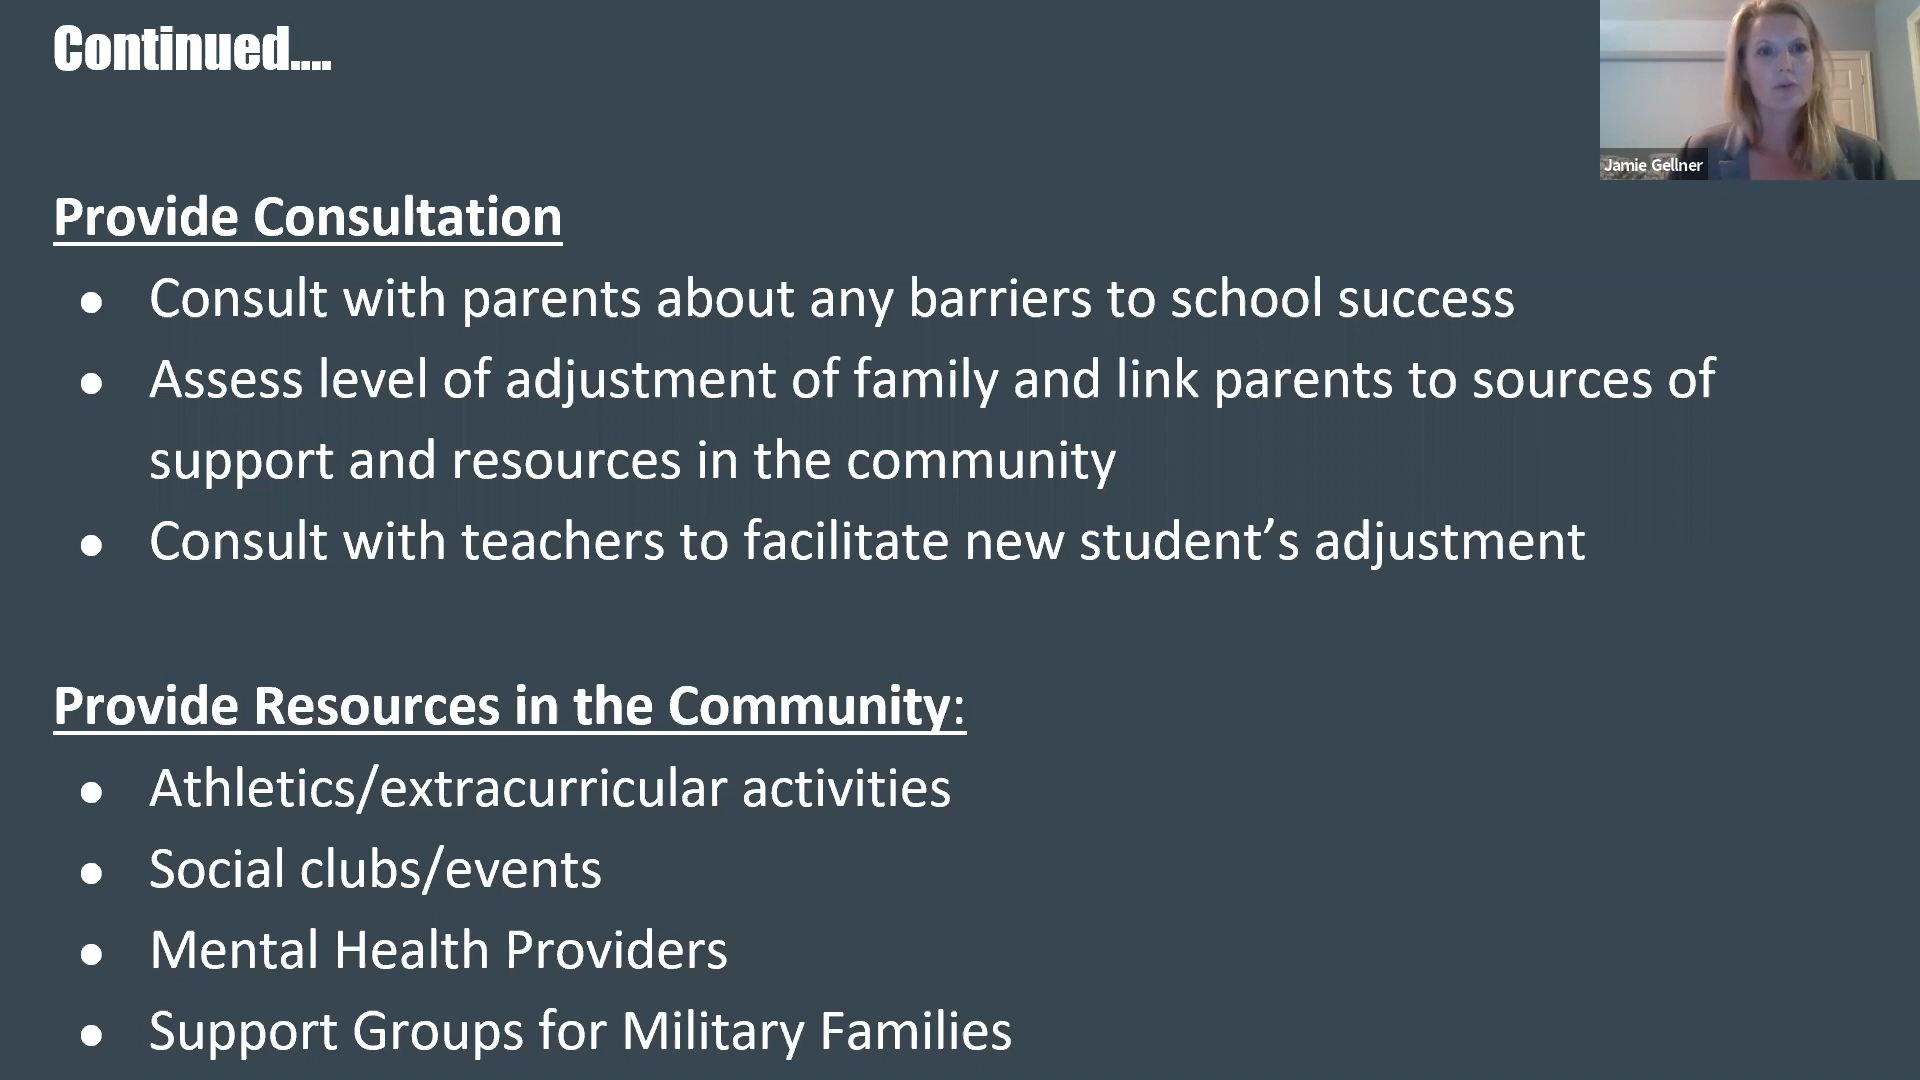 Continued....
Jamie Gellner
Provide Consultation
● Consult with parents about any barriers to school success
● Assess level of adjustment of family and link parents to sources of
support and resources in the community
● Consult with teachers to facilitate new student’s adjustment
Provide Resources in the Community:
● Athletics/extracurricular activities
● Social clubs/events
● Mental Health Providers
● Support Groups for Military Families